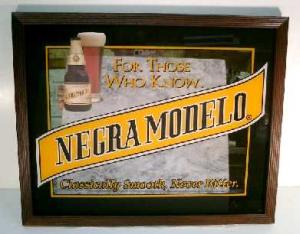 FOR THOSE
WHO KNOW
NEGRA MODELO®
Classically Smooth, Never Bitter.